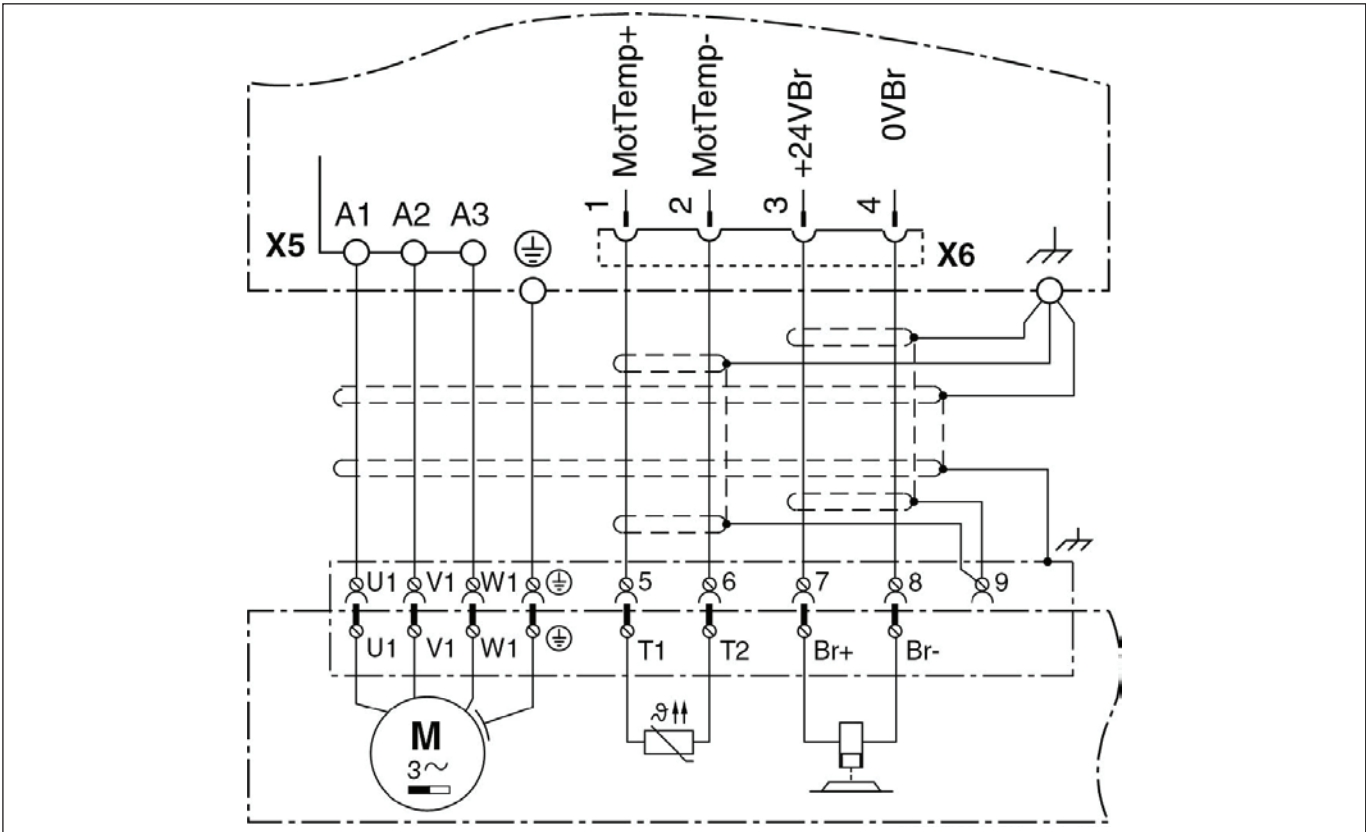 MotTemp+
MotTemp-
+24VBr
0VBr
1 2 3 4
A1 A2 A3
X5
X6
U1 V1 W1 5 6 7 8 9
U1 V1 W1 T1 T2 Br+ Br-
ϑ
M
3~